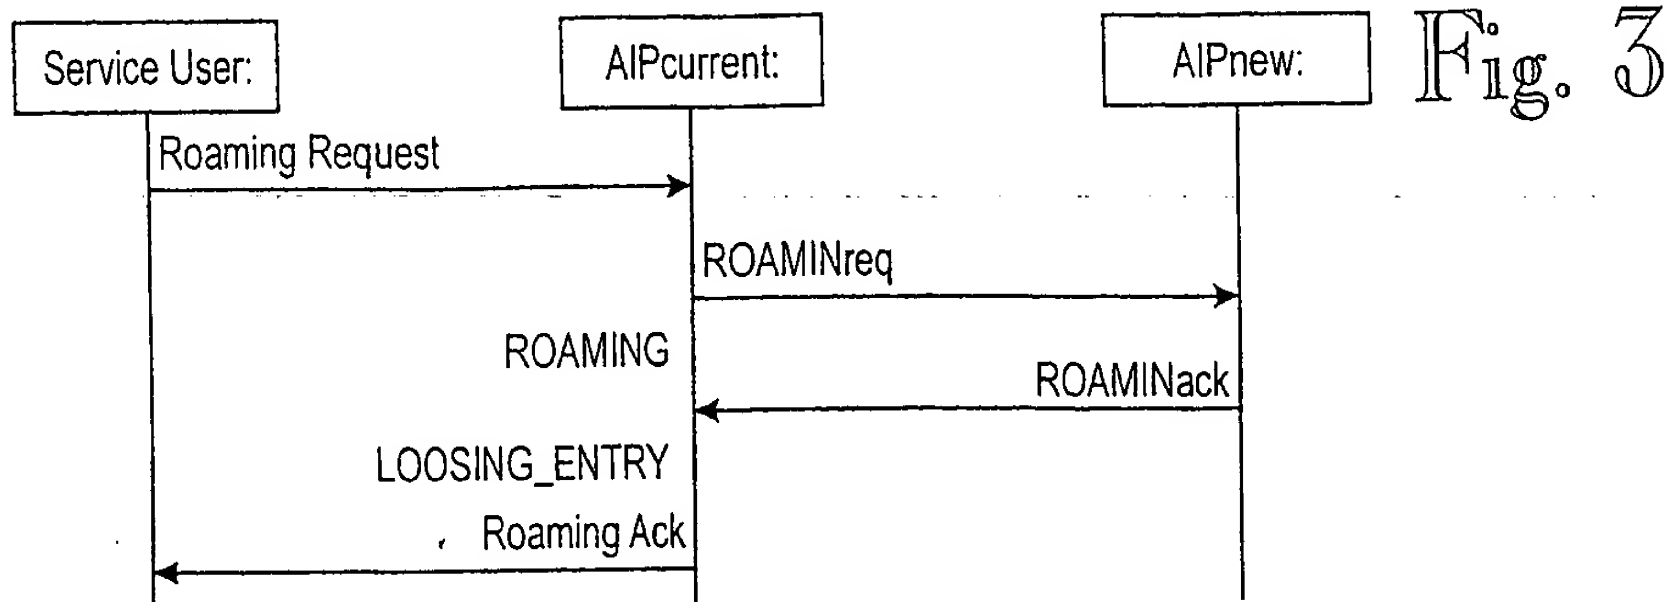 Service User:
AIPcurrent:
AIPnew:
Fig. 3
Roaming Request
ROAMINreq
ROAMING
ROAMINack
LOOSING_ENTRY
Roaming Ack